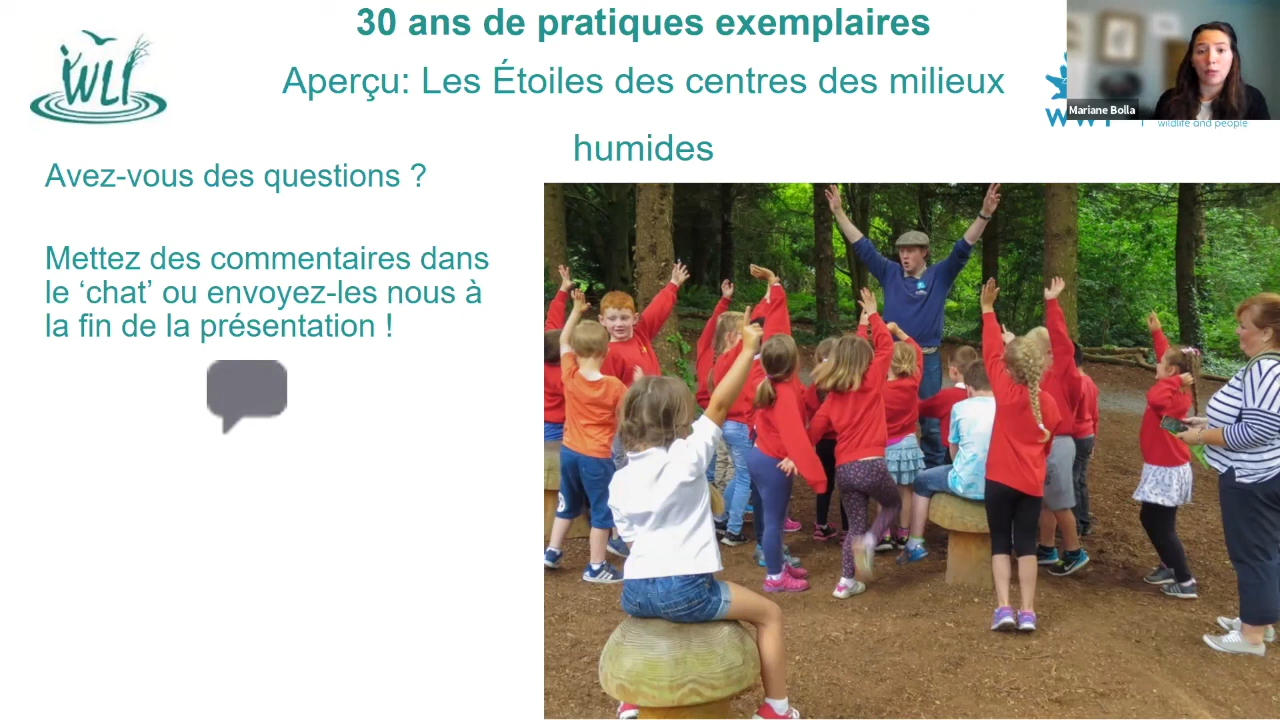 30 ans de pratiques exemplaires
Aperçu: Les Étoiles des centres des milieux
humides
WLI
Mariane Bolla
wildlife and people
Avez-vous des questions ?
Mettez des commentaires dans
le ‘chat’ ou envoyez-les nous à
la fin de la présentation !